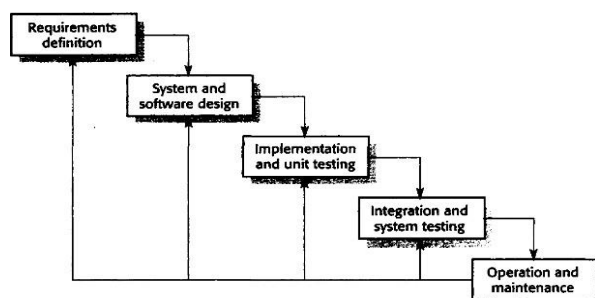 Requirements
definition
System and
software design
Implementation
and unit testing
Integration and
system testing
Operation and
maintenance